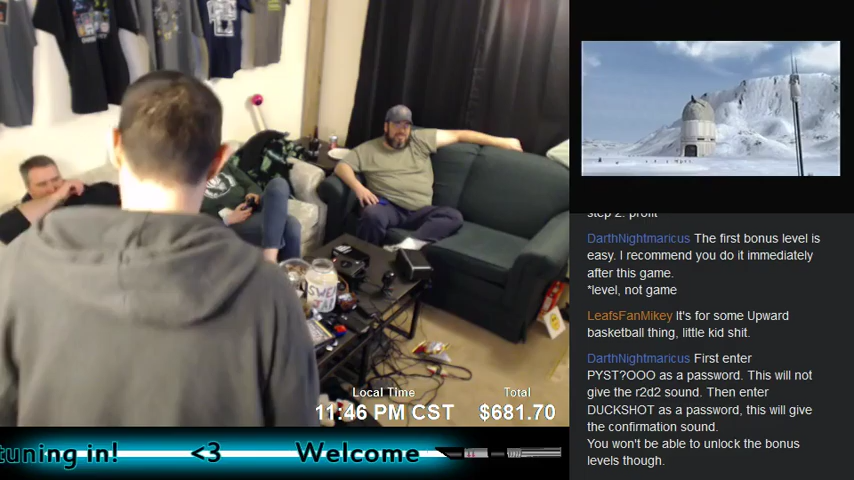 step 2: profit
DarthNightmaricus The first bonus level is
easy. I recommend you do it immediately
after this game.
*level, not game
LeafsFanMikey It's for some Upward
basketball thing, little kid shit.
DarthNightmaricus First enter
PYST?OOO as a password. This will not
give the r2d2 sound. Then enter
DUCKSHOT as a password, this will give
the confirmation sound.
You won't be able to unlock the bonus
levels though.
Local Time
11:46 PM CST
Total
$681.70
tuning in! <3 Welcome